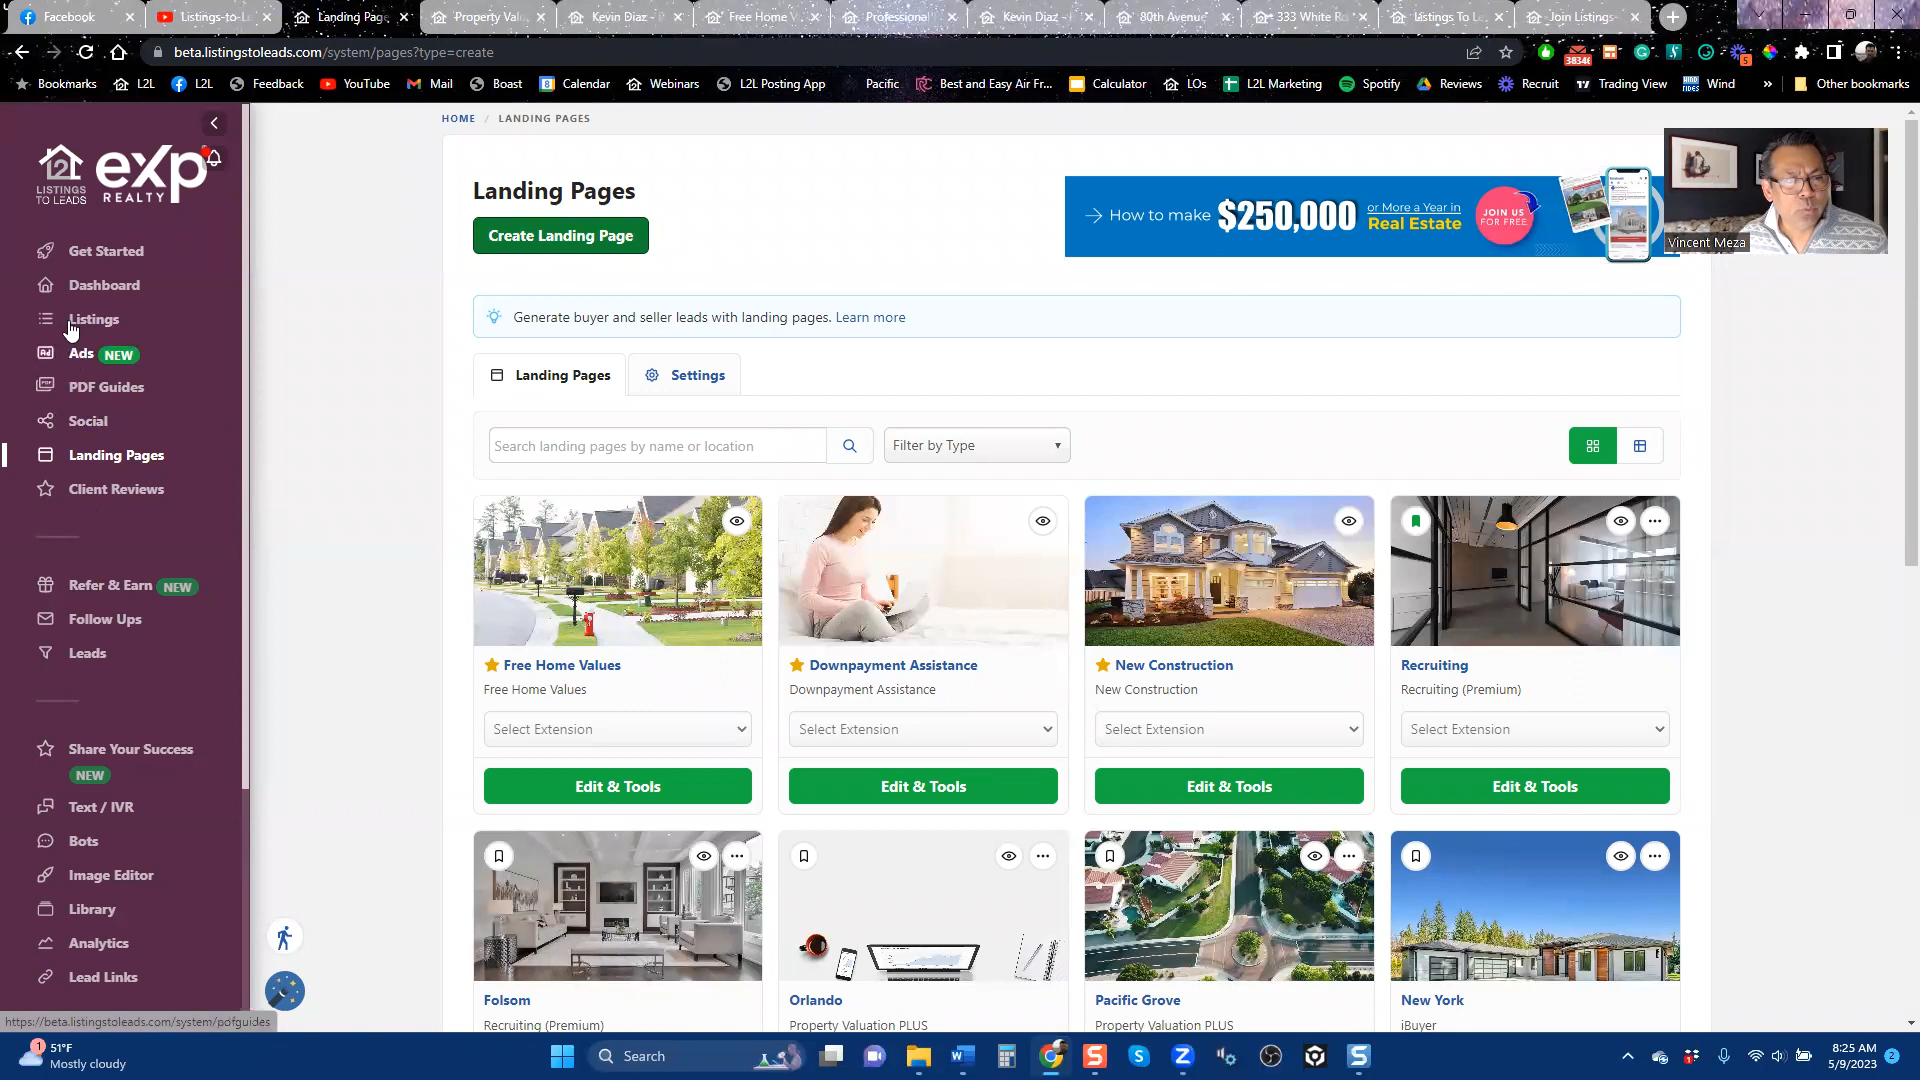 Facebook
Listings-to-L
Landing Page
Property Valu
Kevin Diaz - P
Free Home V
Professional
Kevin Diaz - F
80th Avenue
333 White Ro
Listings To Le
Join Listings-
beta.listingstoleads.com/system/pages?type=create
38346
5
Bookmarks
L2L
L2L
Feedback
YouTube
Mail
Boast
Calendar
Webinars
L2L Posting App
Pacific
Best and Easy Air Fr...
Calculator
LOs
L2L Marketing
Spotify
Reviews
Recruit
Trading View
Wind
»
Other bookmarks
L2L
LISTINGS
TO LEADS
exp
REALTY
Get Started
Dashboard
Listings
Ads NEW
PDF Guides
Social
Landing Pages
Client Reviews
Refer & Earn NEW
Follow Ups
Leads
Share Your Success
NEW
Text / IVR
Bots
Image Editor
Library
Analytics
Lead Links
https://beta.listingstoleads.com/system/pdfguides
HOME / LANDING PAGES
Landing Pages
Create Landing Page
How to make $250,000 or More a Year in
Real Estate
JOIN US
FOR FREE
Vincent Meza
Generate buyer and seller leads with landing pages. Learn more
Landing Pages
Settings
Search landing pages by name or location
Filter by Type
Free Home Values
Free Home Values
Select Extension
Edit & Tools
Downpayment Assistance
Downpayment Assistance
Select Extension
Edit & Tools
New Construction
New Construction
Select Extension
Edit & Tools
Recruiting
Recruiting (Premium)
Select Extension
Edit & Tools
Folsom
Recruiting (Premium)
Orlando
Property Valuation PLUS
Pacific Grove
Property Valuation PLUS
New York
iBuyer
1
51°F
Mostly cloudy
Search
8:25 AM
5/9/2023
2